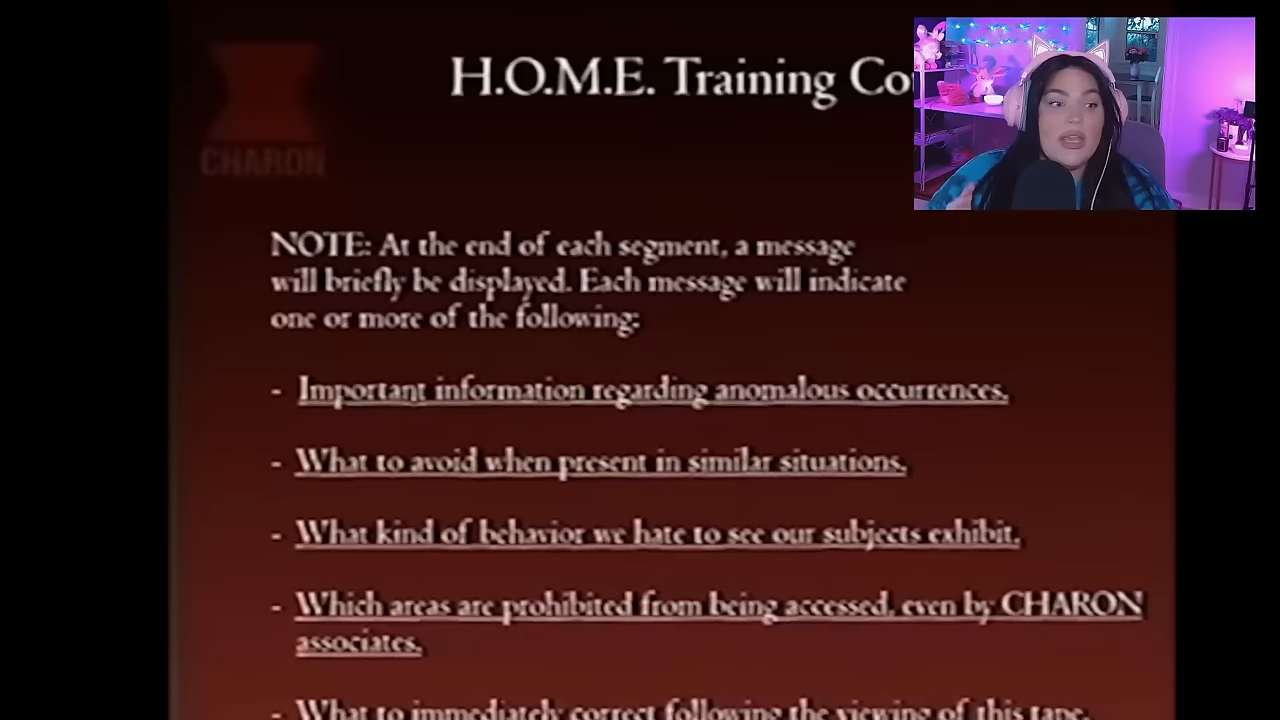 H.O.M.E. Training
CHARON
NOTE: At the end of each segment, a message
will briefly be displayed. Each message will indicate
one or more of the following:
- Important information regarding anomalous occurrences.
- What to avoid when present in similar situations.
- What kind of behavior we hate to see our subjects exhibit.
- Which areas are prohibited from being accessed, even by CHARON
associates.
- What to immediately correct following the viewing of this tape.